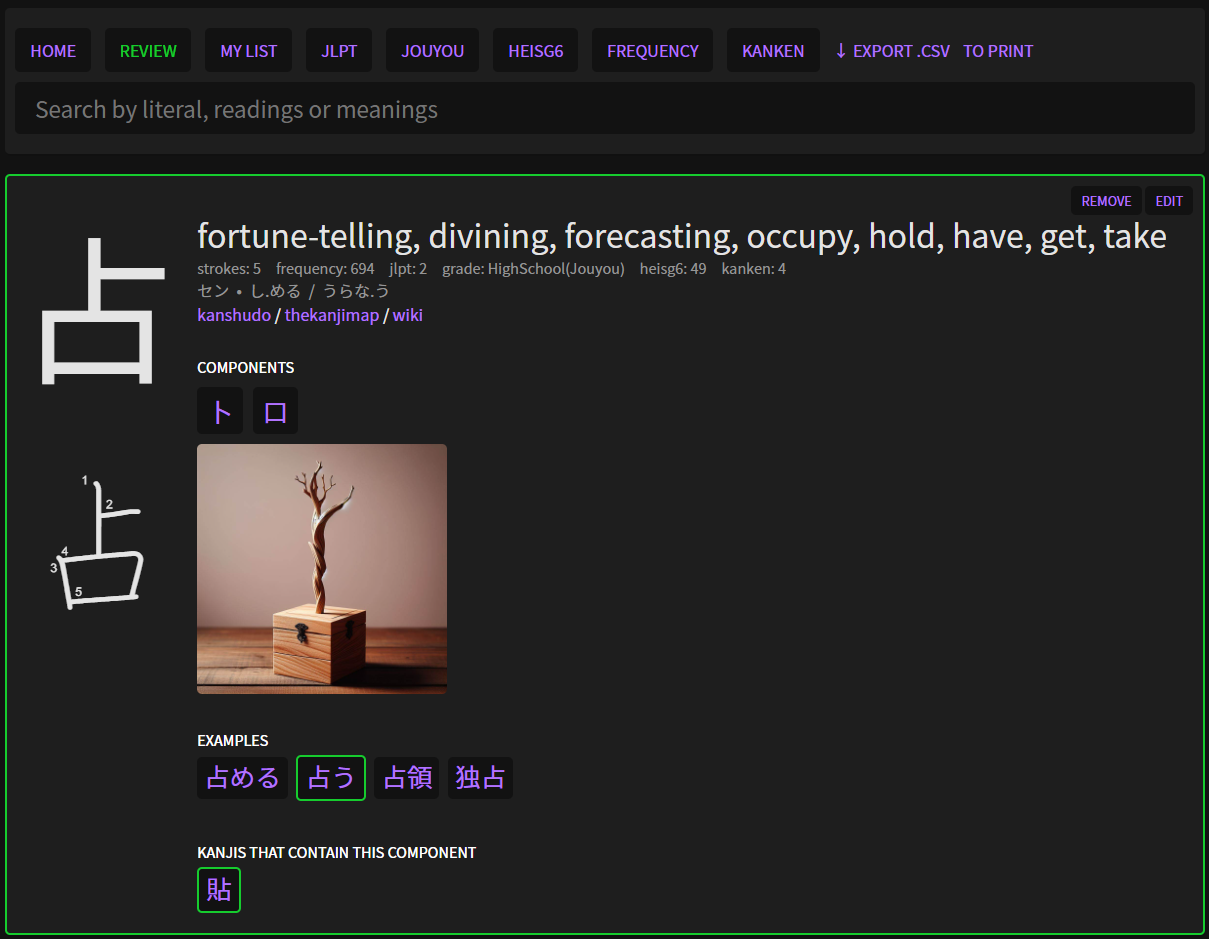 HOME REVIEW MY LIST JLPT JOUYOU HEISG6 FREQUENCY KANKEN ↓ EXPORT .CSV TO PRINT
Search by literal, readings or meanings
REMOVE EDIT
占
fortune-telling, divining, forecasting, occupy, hold, have, get, take
strokes: 5 frequency: 694 jlpt: 2 grade: HighSchool(Jouyou) heisg6: 49 kanken: 4
セン • し.める / うらな.う
kanshudo / thekanjimap / wiki
COMPONENTS
卜 口
1
2
4
3
5
EXAMPLES
占める 占う 占領 独占
KANJIS THAT CONTAIN THIS COMPONENT
貼